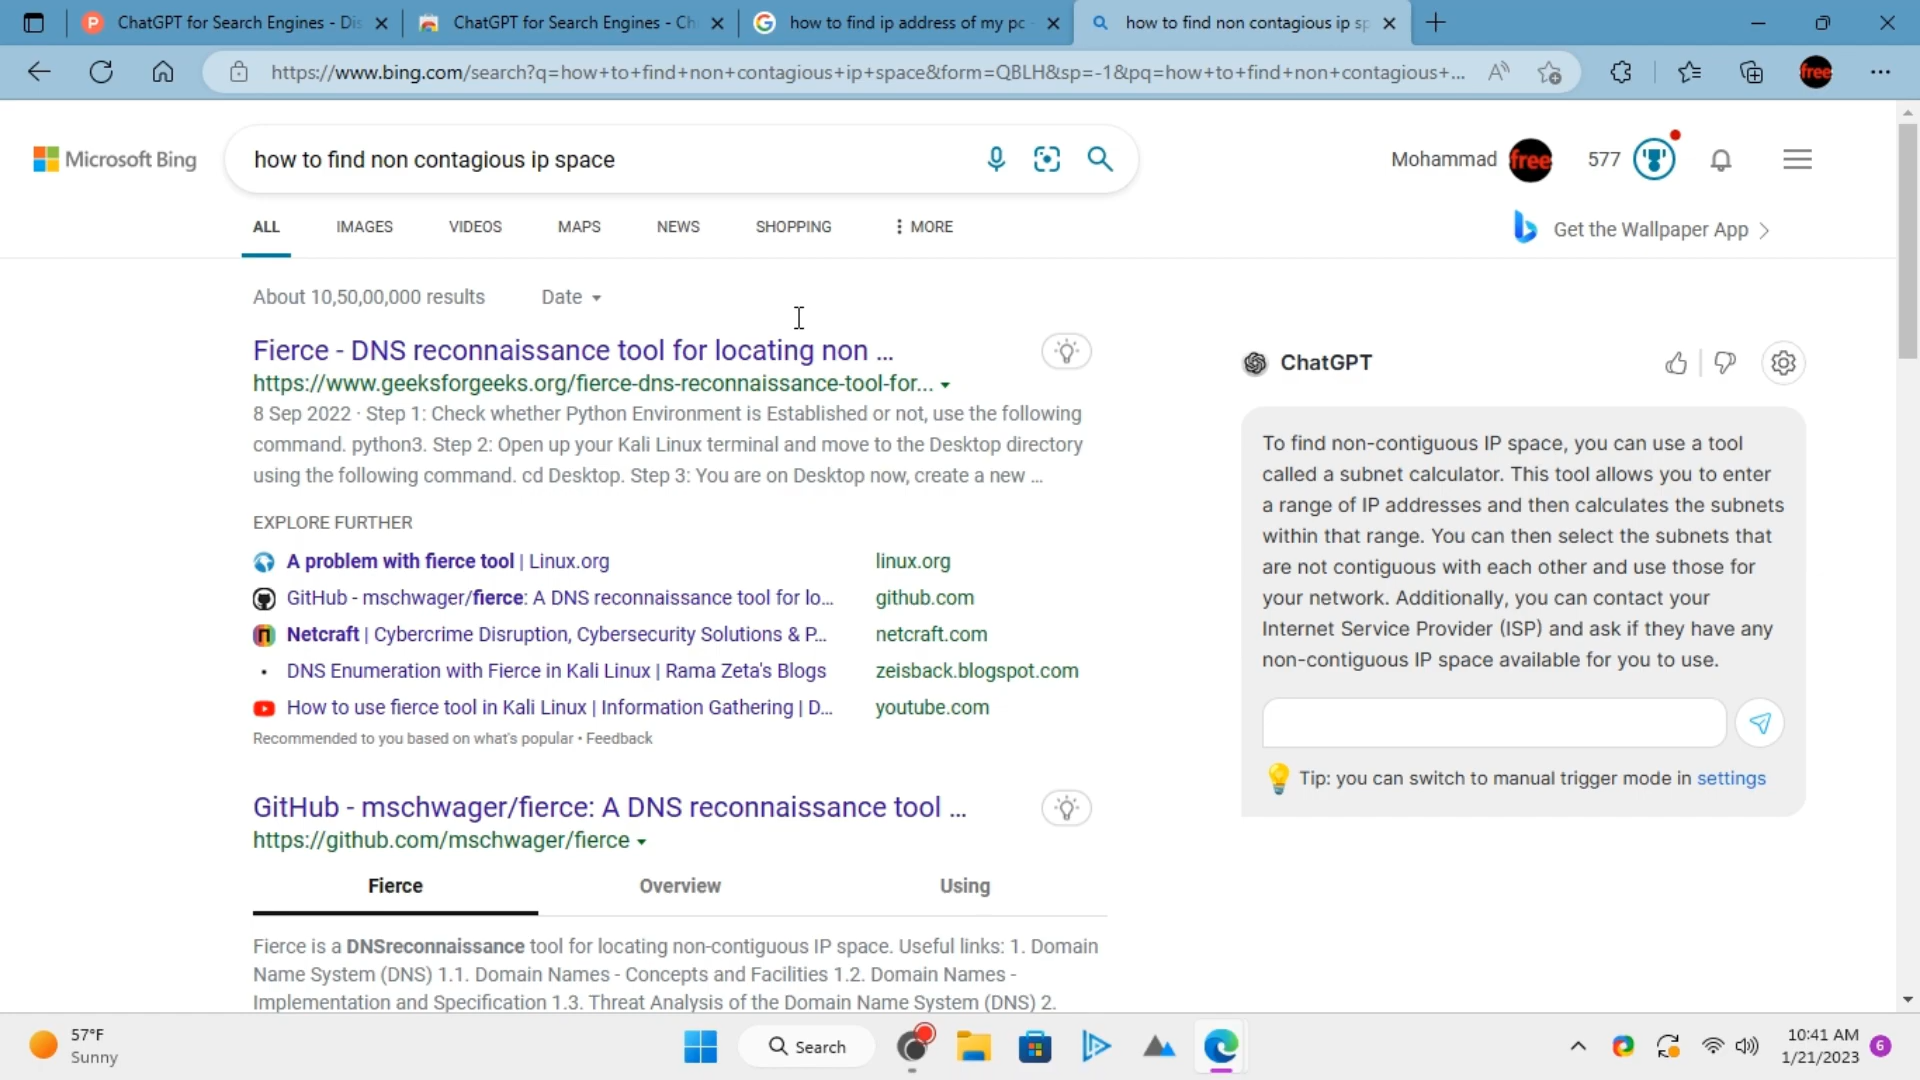 ChatGPT for Search Engines - Dis
ChatGPT for Search Engines - Ch
how to find ip address of my pc -
how to find non contagious ip sp
https://www.bing.com/search?q=how+to+find+non+contagious+ip+space&form=QBLH&sp=-1&pq=how+to+find+non+contagious+...
free
Microsoft Bing
how to find non contagious ip space
Mohammad
free
577
ALL
IMAGES
VIDEOS
MAPS
NEWS
SHOPPING
MORE
Get the Wallpaper App
About 10,50,00,000 results
Date
Fierce - DNS reconnaissance tool for locating non ...
https://www.geeksforgeeks.org/fierce-dns-reconnaissance-tool-for...
8 Sep 2022 · Step 1: Check whether Python Environment is Established or not, use the following
command. python3. Step 2: Open up your Kali Linux terminal and move to the Desktop directory
using the following command. cd Desktop. Step 3: You are on Desktop now, create a new ...
EXPLORE FURTHER
A problem with fierce tool | Linux.org
linux.org
GitHub - mschwager/fierce: A DNS reconnaissance tool for lo...
github.com
Netcraft | Cybercrime Disruption, Cybersecurity Solutions & P...
netcraft.com
DNS Enumeration with Fierce in Kali Linux | Rama Zeta's Blogs
zeisback.blogspot.com
How to use fierce tool in Kali Linux | Information Gathering | D...
youtube.com
Recommended to you based on what's popular • Feedback
GitHub - mschwager/fierce: A DNS reconnaissance tool ...
https://github.com/mschwager/fierce
Fierce
Overview
Using
Fierce is a DNSreconnaissance tool for locating non-contiguous IP space. Useful links: 1. Domain
Name System (DNS) 1.1. Domain Names - Concepts and Facilities 1.2. Domain Names -
Implementation and Specification 1.3. Threat Analysis of the Domain Name System (DNS) 2.
ChatGPT
To find non-contiguous IP space, you can use a tool
called a subnet calculator. This tool allows you to enter
a range of IP addresses and then calculates the subnets
within that range. You can then select the subnets that
are not contiguous with each other and use those for
your network. Additionally, you can contact your
Internet Service Provider (ISP) and ask if they have any
non-contiguous IP space available for you to use.
Tip: you can switch to manual trigger mode in settings
57°F
Sunny
Search
10:41 AM
1/21/2023
6